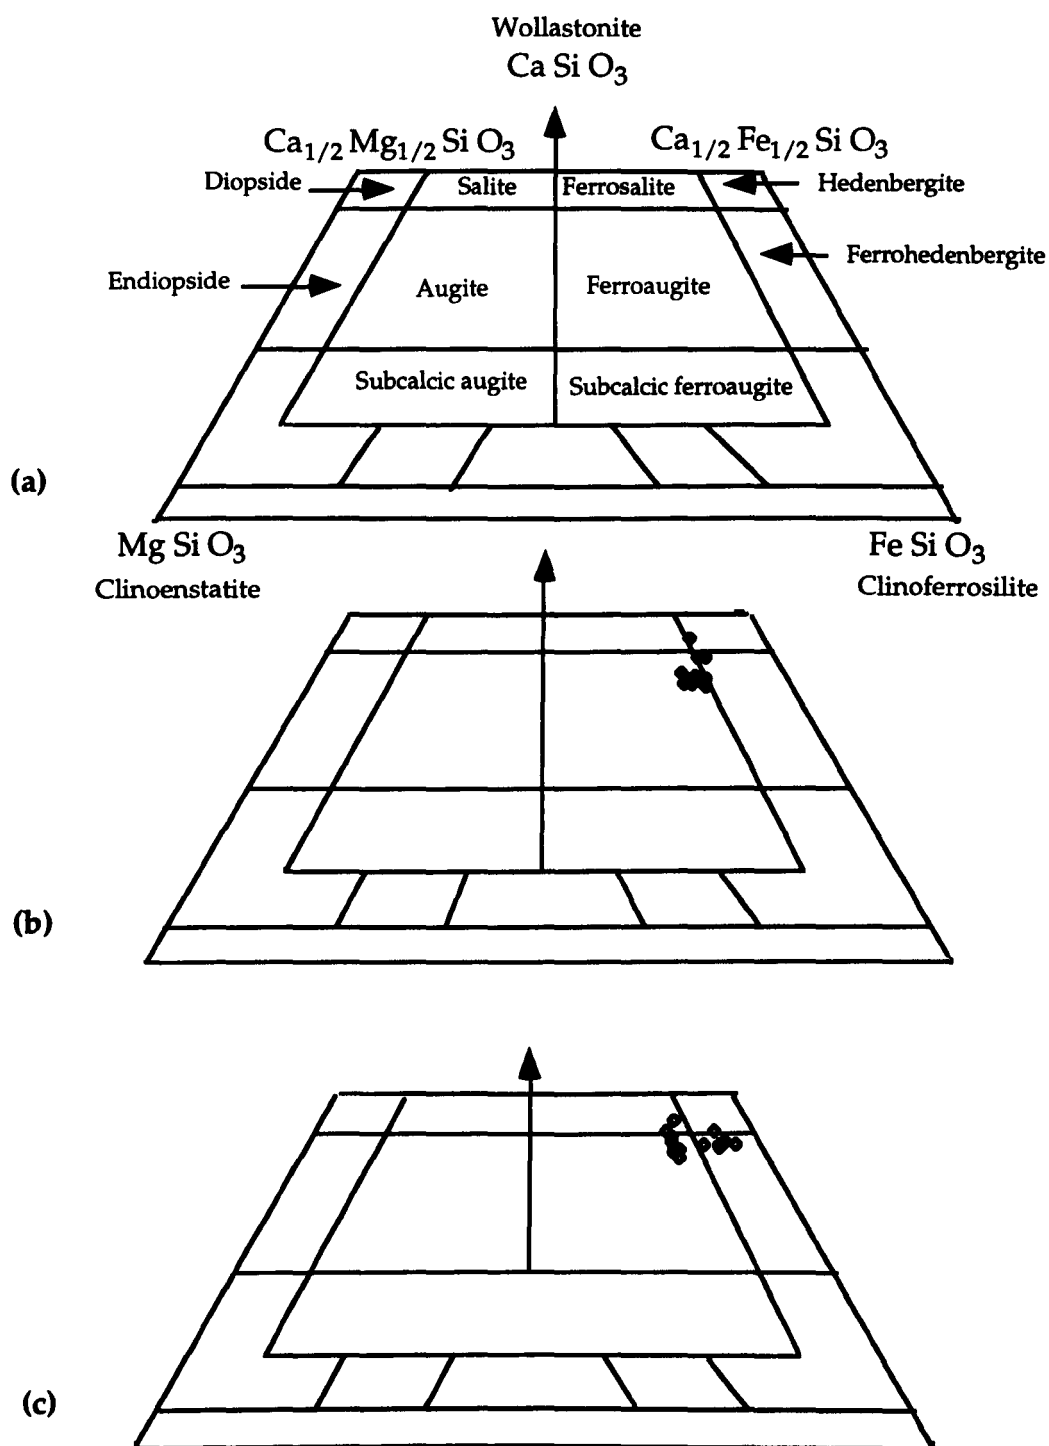 Wollastonite
Ca Si O3
Ca1/2 Mg1/2 Si O3
Ca1/2 Fe1/2 Si O3
Diopside
Salite
Ferrosalite
Hedenbergite
Ferrohedenbergite
Endiopside
Augite
Ferroaugite
Subcalcic augite
Subcalcic ferroaugite
(a)
Mg Si O3
Fe Si O3
Clinoenstatite
Clinoferrosilite
(b)
(c)